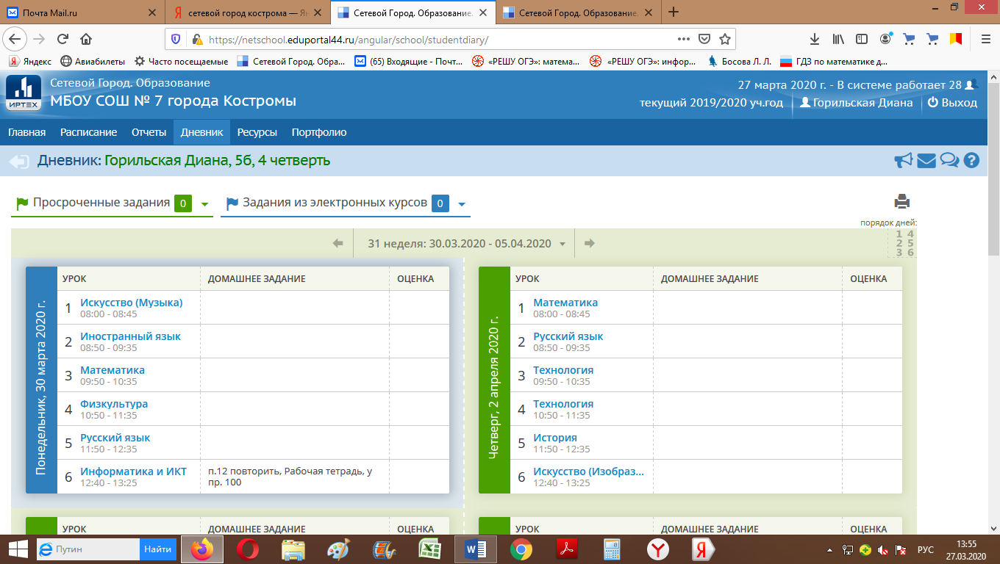 Почта Mail.ru
сетевой город кострома — Ян
Сетевой Город. Образование.
Сетевой Город. Образование.
https://netschool.eduportal44.ru/angular/school/studentdiary/
Яндекс
Авиабилеты
Часто посещаемые
Сетевой Город. Обра...
(65) Входящие - Почт...
«РЕШУ ОГЭ»: матема...
«РЕШУ ОГЭ»: инфор...
Босова Л. Л.
ГДЗ по математике д...
ИРТЕХ
Сетевой Город. Образование
МБОУ СОШ № 7 города Костромы
27 марта 2020 г. - В системе работает 28
текущий 2019/2020 уч.год
Горильская Диана
Выход
Главная
Расписание
Отчеты
Дневник
Ресурсы
Портфолио
Дневник: Горильская Диана, 5б, 4 четверть
Просроченные задания 0
Задания из электронных курсов 0
порядок дней:
1 4
2 5
3 6
31 неделя: 30.03.2020 - 05.04.2020
Понедельник, 30 марта 2020 г.
УРОК ДОМАШНЕЕ ЗАДАНИЕ ОЦЕНКА
1 Искусство (Музыка)
08:00 - 08:45
2 Иностранный язык
08:50 - 09:35
3 Математика
09:50 - 10:35
4 Физкультура
10:50 - 11:35
5 Русский язык
11:50 - 12:35
6 Информатика и ИКТ
12:40 - 13:25
п.12 повторить, Рабочая тетрадь, у
пр. 100
Четверг, 2 апреля 2020 г.
УРОК ДОМАШНЕЕ ЗАДАНИЕ ОЦЕНКА
1 Математика
08:00 - 08:45
2 Русский язык
08:50 - 09:35
3 Технология
09:50 - 10:35
4 Технология
10:50 - 11:35
5 История
11:50 - 12:35
6 Искусство (Изобраз...
12:40 - 13:25
УРОК ДОМАШНЕЕ ЗАДАНИЕ ОЦЕНКА
УРОК ДОМАШНЕЕ ЗАДАНИЕ ОЦЕНКА
Путин
Найти
РУС
13:55
27.03.2020